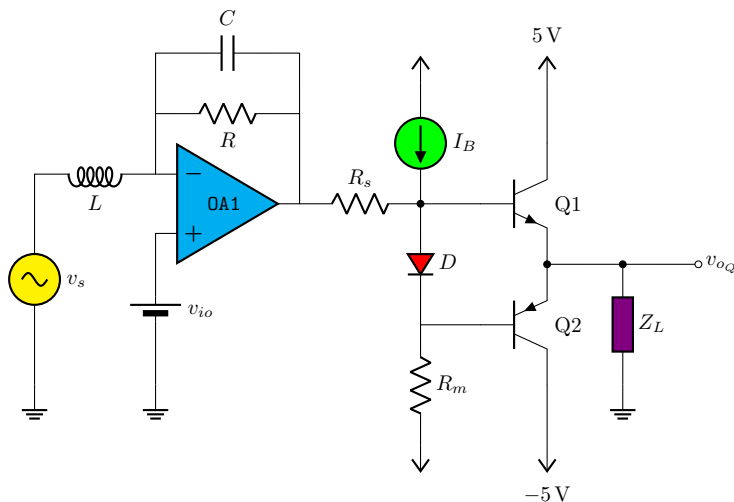 C
5 V
R
I_B
L
− OA1
+
R_s
Q1
v_s
v_{io}
D
v_{o_Q}
Q2
Z_L
R_m
−5 V